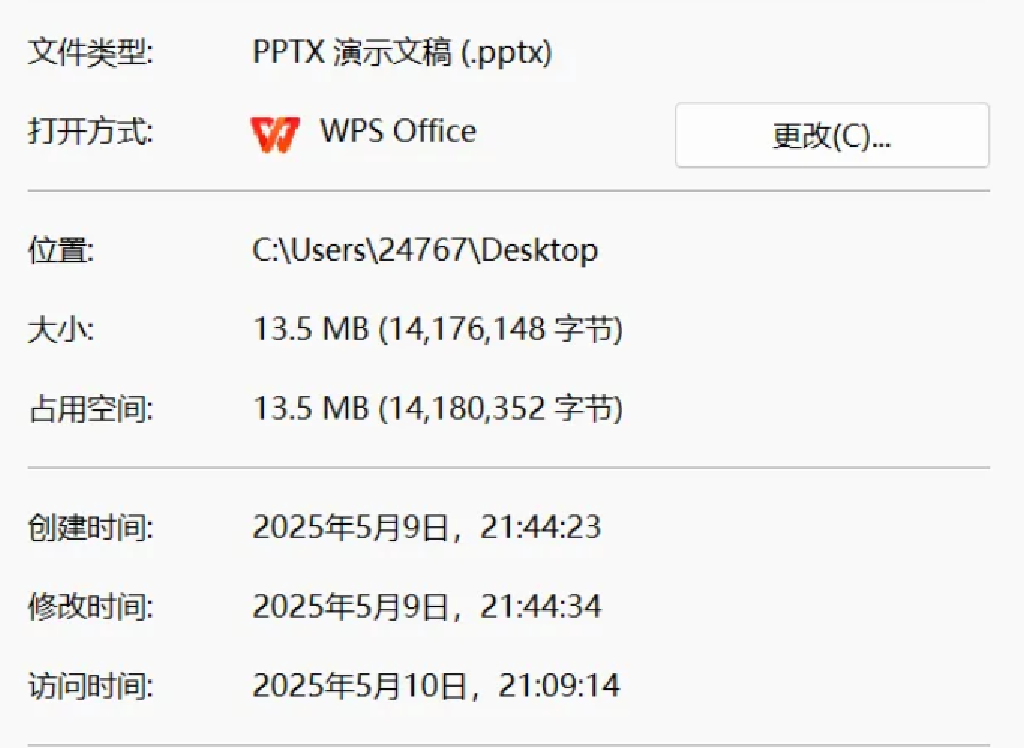 文件类型: PPTX 演示文稿 (.pptx)
打开方式: WPS Office 更改(C)...
位置: C:\Users\24767\Desktop
大小: 13.5 MB (14,176,148 字节)
占用空间: 13.5 MB (14,180,352 字节)
创建时间: 2025年5月9日，21:44:23
修改时间: 2025年5月9日，21:44:34
访问时间: 2025年5月10日，21:09:14